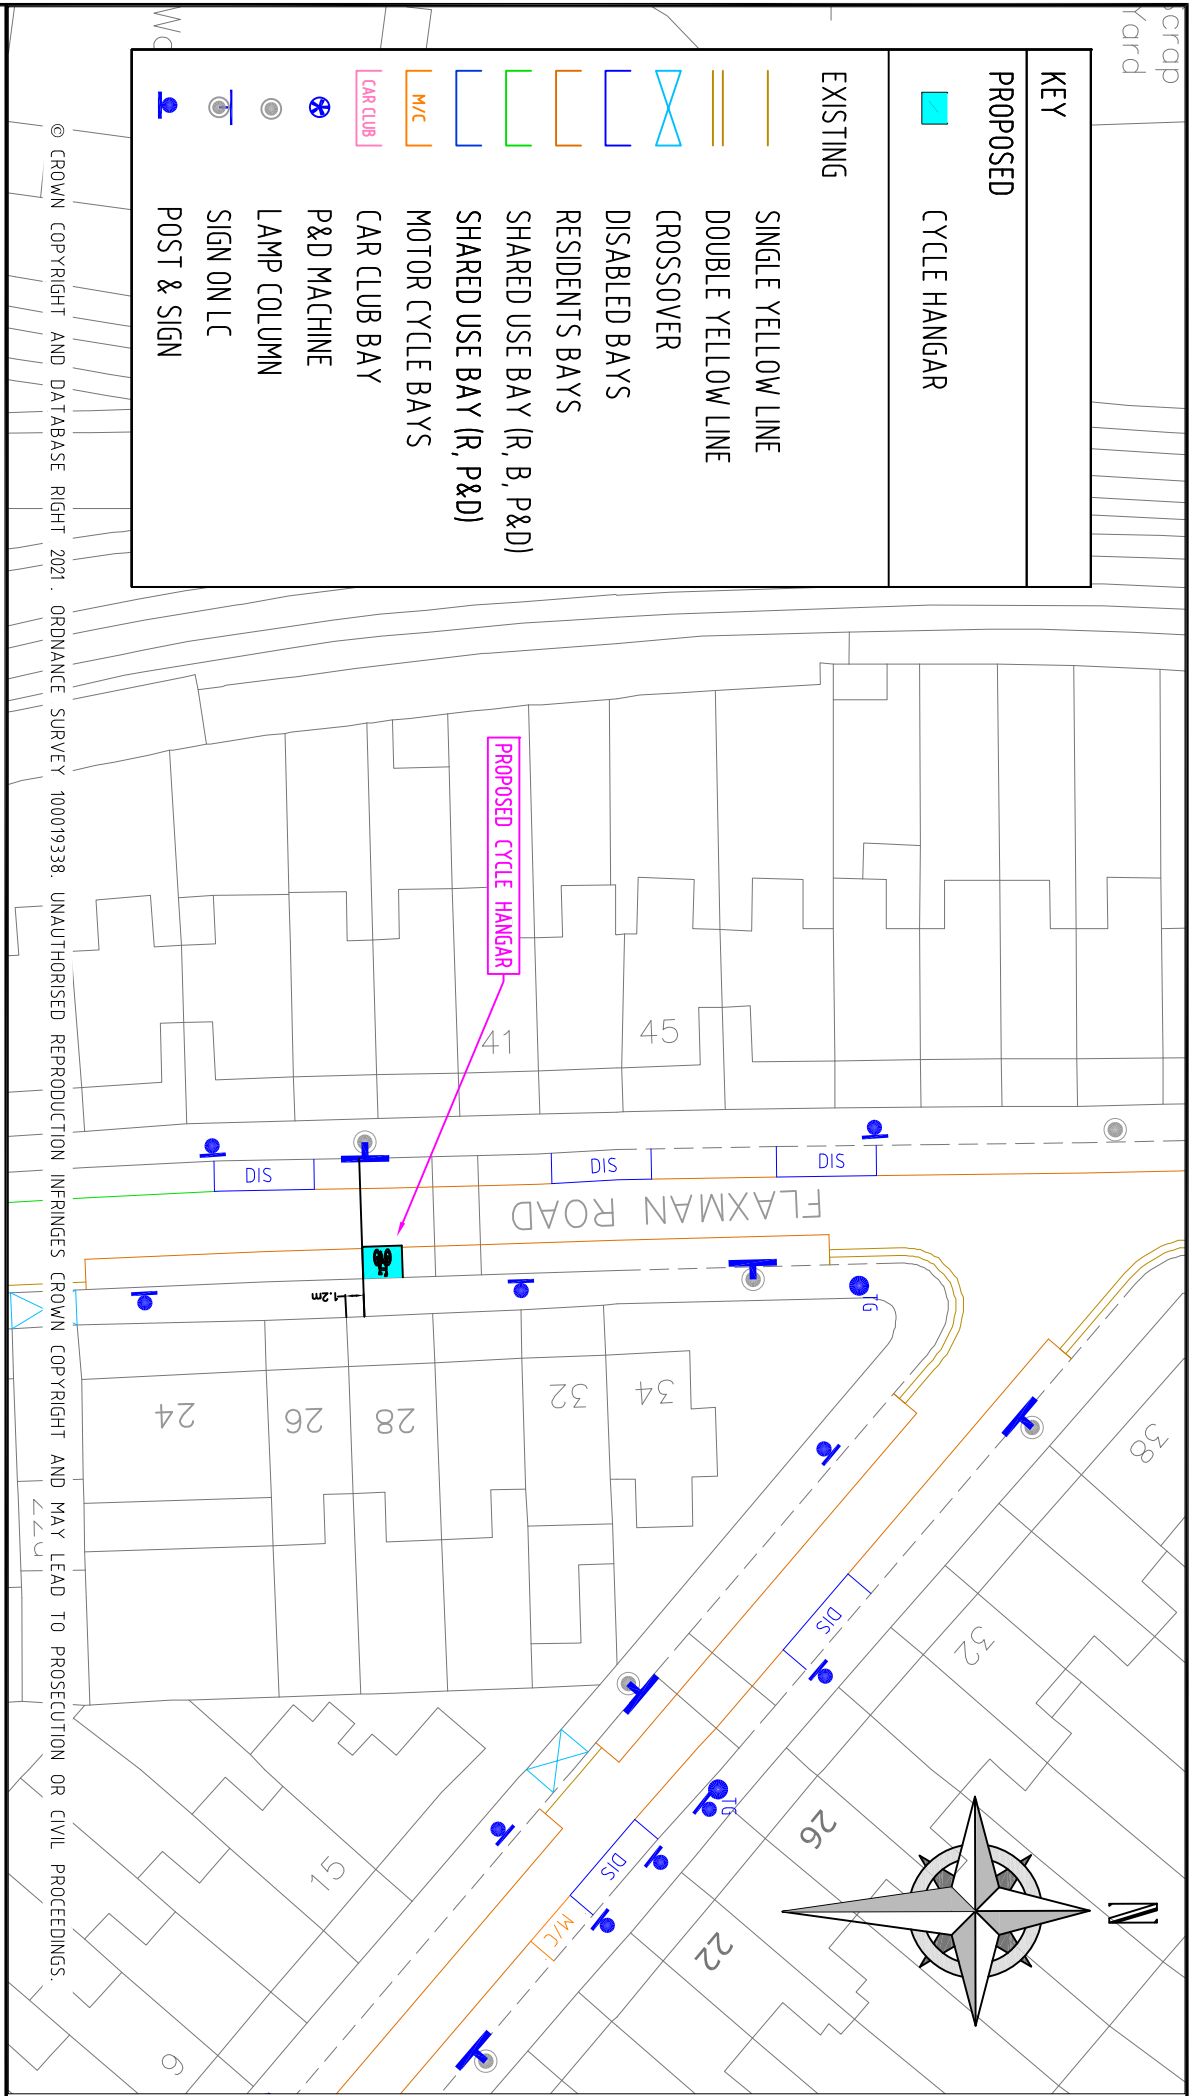 Scrap
Yard
KEY
PROPOSED
CYCLE HANGAR
EXISTING
SINGLE YELLOW LINE
DOUBLE YELLOW LINE
CROSSOVER
DISABLED BAYS
RESIDENTS BAYS
SHARED USE BAY (R, B, P&D)
SHARED USE BAY (R, P&D)
M/C
MOTOR CYCLE BAYS
CAR CLUB
CAR CLUB BAY
P&D MACHINE
LAMP COLUMN
SIGN ON LC
POST & SIGN
PROPOSED CYCLE HANGAR
41
45
DIS
DIS
DIS
FLAXMAN ROAD
1.2m
TG
24
26
28
32
34
38
32
DIS
TG
26
DIS
M/C
22
15
9
N
© CROWN COPYRIGHT AND DATABASE RIGHT 2021. ORDNANCE SURVEY 100019338. UNAUTHORISED REPRODUCTION INFRINGES CROWN COPYRIGHT AND MAY LEAD TO PROSECUTION OR CIVIL PROCEEDINGS.